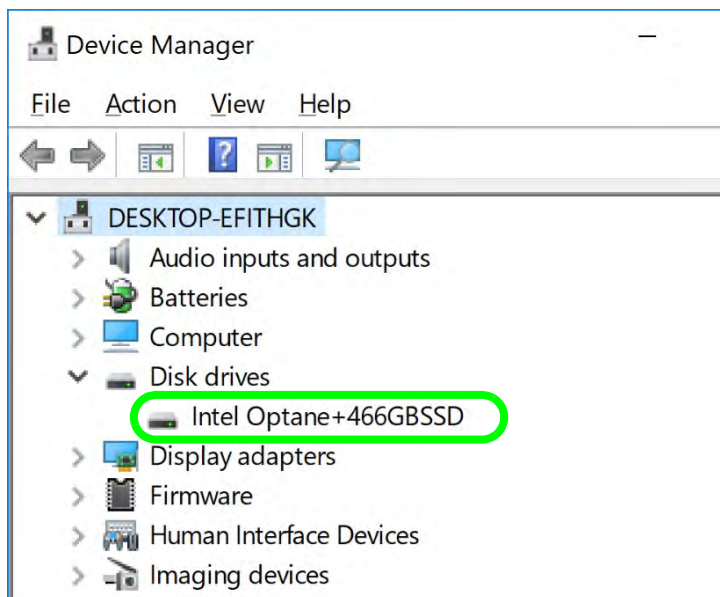 Device Manager
File Action View Help
DESKTOP-EFITHGK
Audio inputs and outputs
Batteries
Computer
Disk drives
Intel Optane+466GBSSD
Display adapters
Firmware
Human Interface Devices
Imaging devices